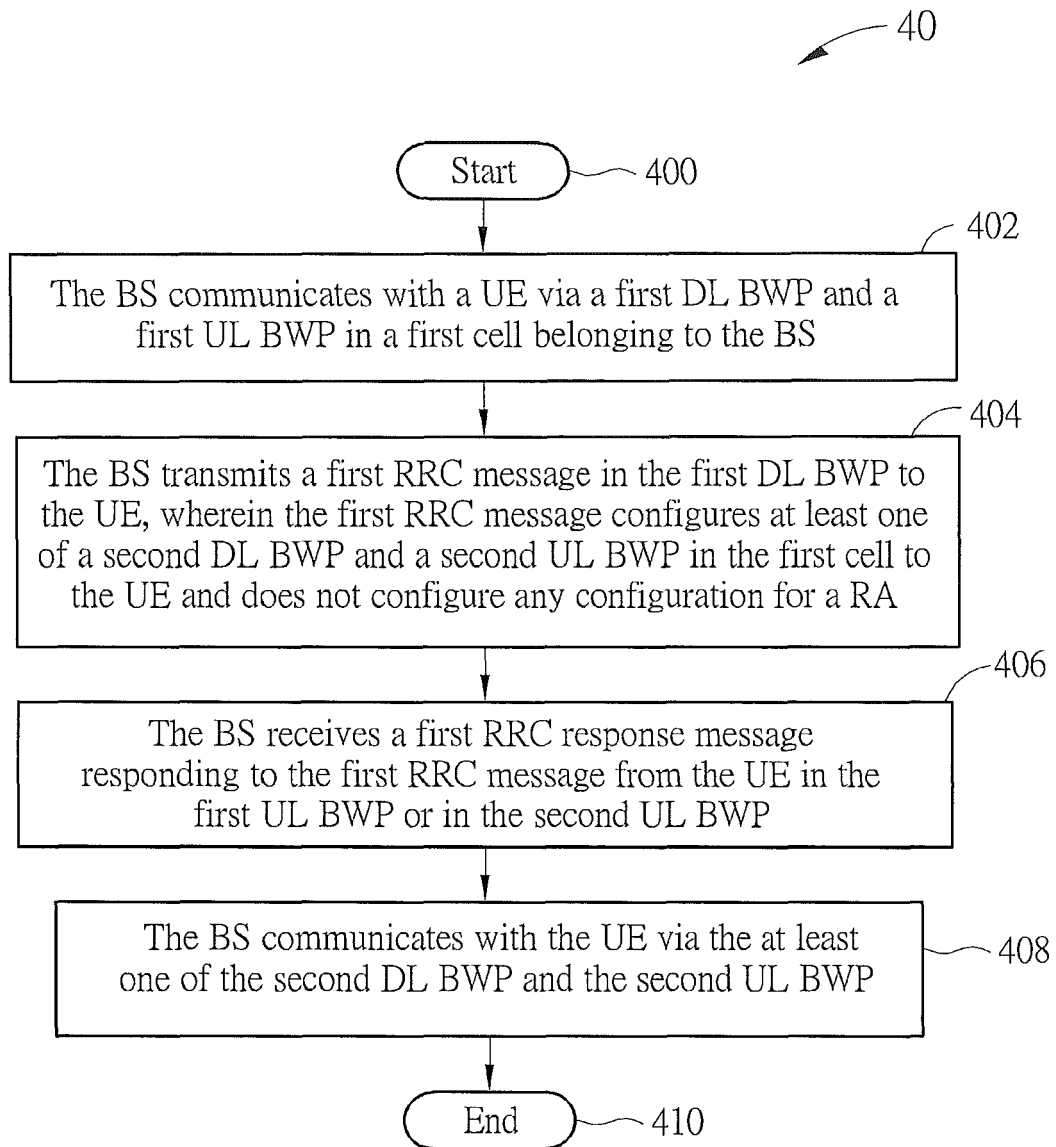 40
Start
400
402
The BS communicates with a UE via a first DL BWP and a
first UL BWP in a first cell belonging to the BS
404
The BS transmits a first RRC message in the first DL BWP to
the UE, wherein the first RRC message configures at least one
of a second DL BWP and a second UL BWP in the first cell to
the UE and does not configure any configuration for a RA
406
The BS receives a first RRC response message
responding to the first RRC message from the UE in the
first UL BWP or in the second UL BWP
The BS communicates with the UE via the at least
one of the second DL BWP and the second UL BWP
408
End
410